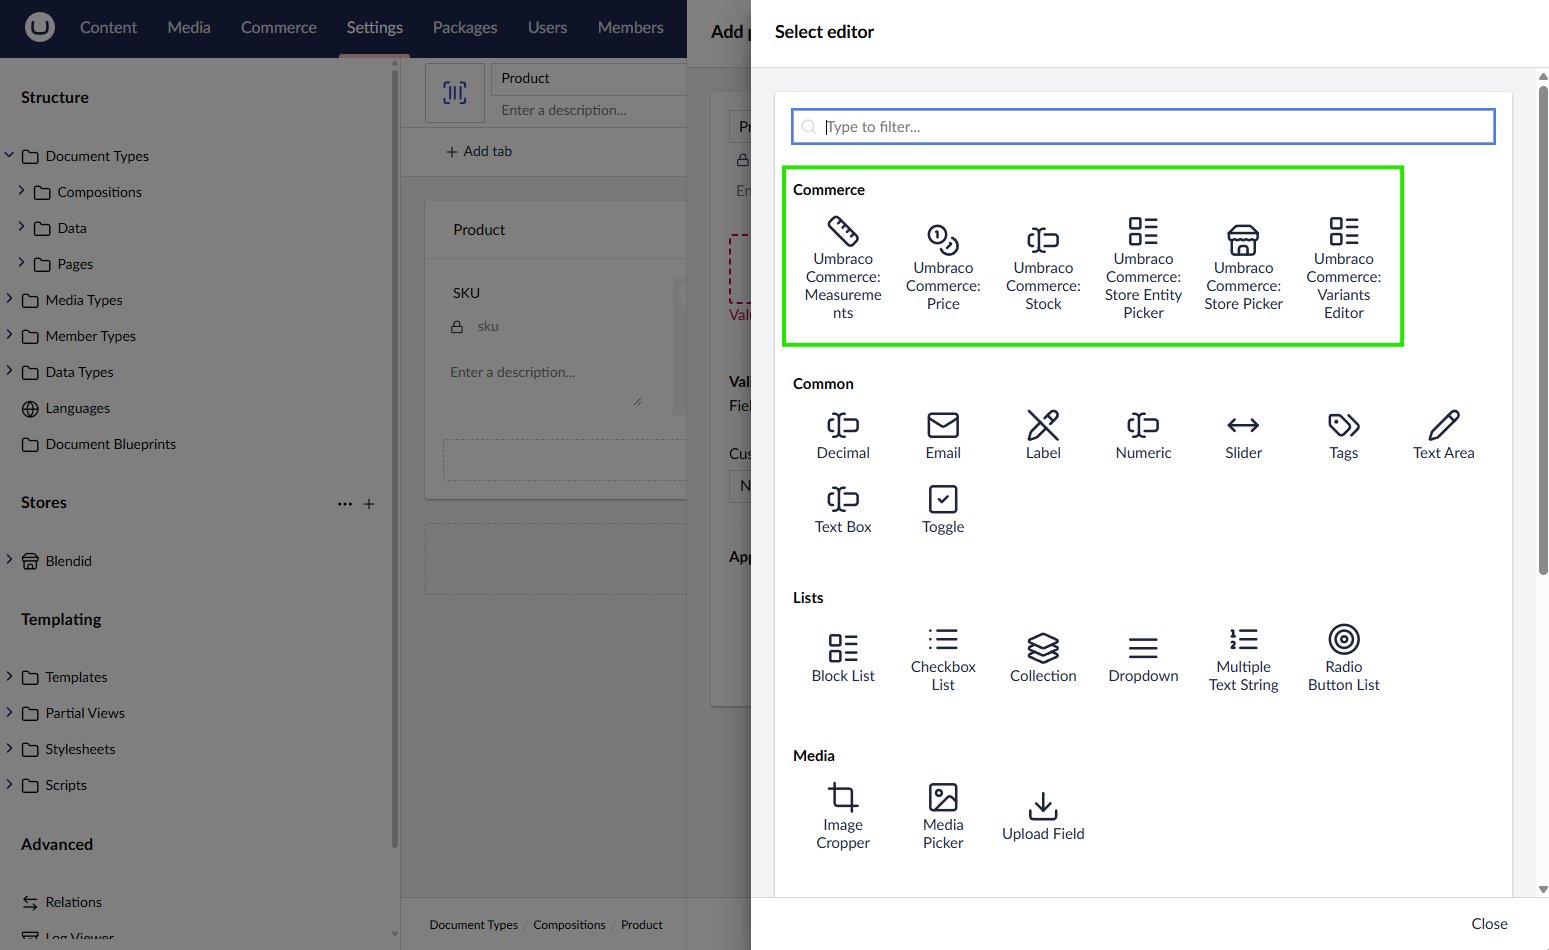 Content Media Commerce Settings Packages Users Members
Structure
Document Types
Compositions
Data
Pages
Media Types
Member Types
Data Types
Languages
Document Blueprints
Stores
Blendid
Templating
Templates
Partial Views
Stylesheets
Scripts
Advanced
Relations
Log Viewer
Product
Enter a description...
Add tab
Product
SKU
sku
Enter a description...
Document Types / Compositions / Product
Add
Select editor
Type to filter...
Commerce
Umbraco
Commerce:
Measureme
nts
Umbraco
Commerce:
Price
Umbraco
Commerce:
Stock
Umbraco
Commerce:
Store Entity
Picker
Umbraco
Commerce:
Store Picker
Umbraco
Commerce:
Variants
Editor
Common
Decimal
Email
Label
Numeric
Slider
Tags
Text Area
Text Box
Toggle
Lists
Block List
Checkbox
List
Collection
Dropdown
Multiple
Text String
Radio
Button List
Media
Image
Cropper
Media
Picker
Upload Field
Close